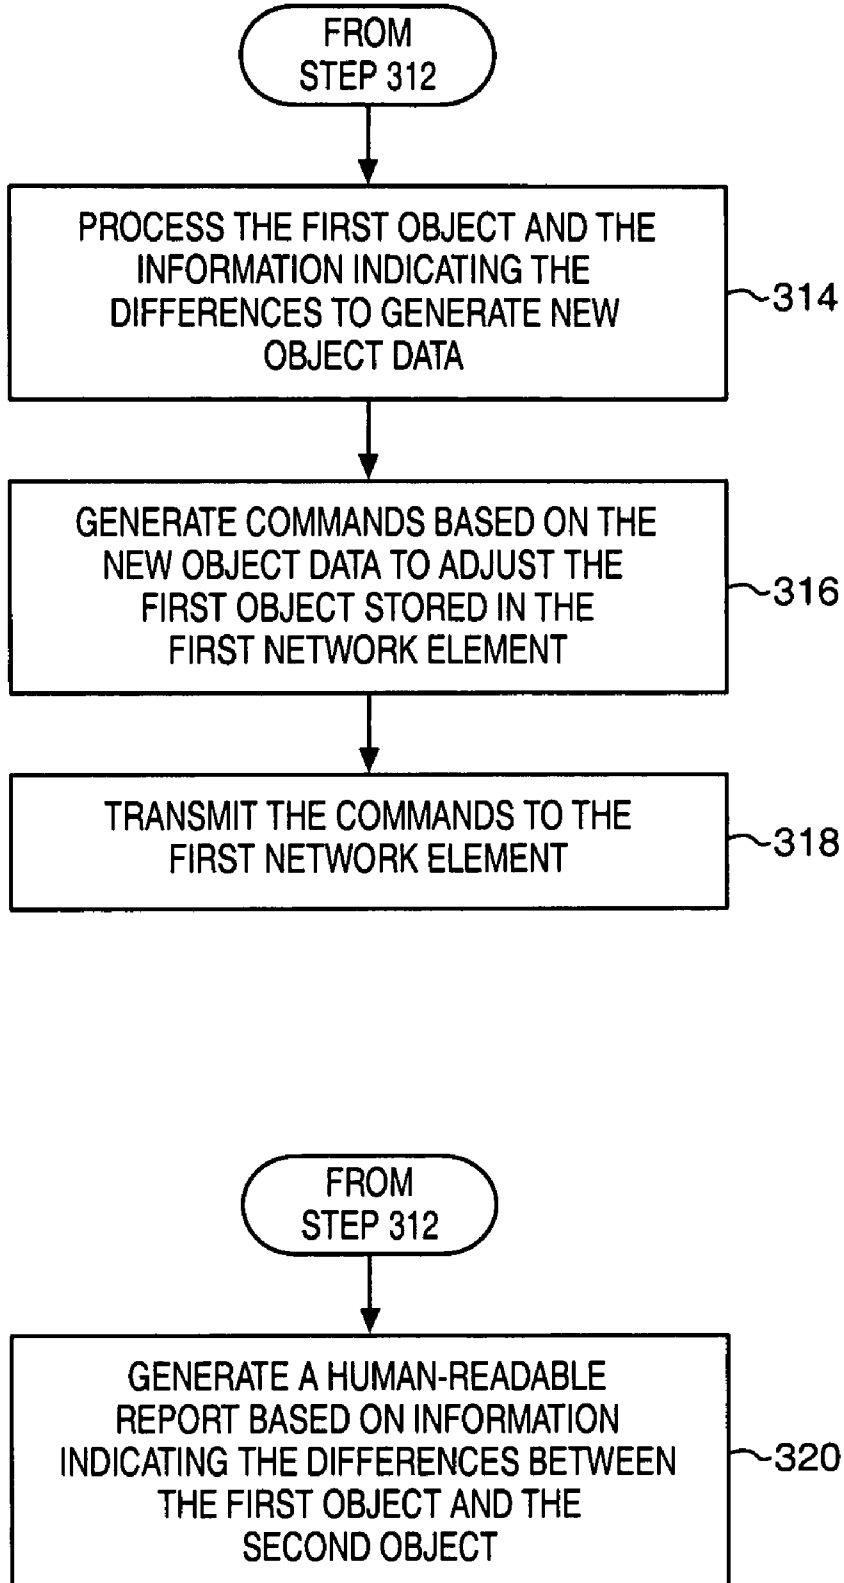 FROM
STEP 312
PROCESS THE FIRST OBJECT AND THE
INFORMATION INDICATING THE
DIFFERENCES TO GENERATE NEW
OBJECT DATA
314
GENERATE COMMANDS BASED ON THE
NEW OBJECT DATA TO ADJUST THE
FIRST OBJECT STORED IN THE
FIRST NETWORK ELEMENT
316
TRANSMIT THE COMMANDS TO THE
FIRST NETWORK ELEMENT
318
FROM
STEP 312
GENERATE A HUMAN-READABLE
REPORT BASED ON INFORMATION
INDICATING THE DIFFERENCES BETWEEN
THE FIRST OBJECT AND THE
SECOND OBJECT
320